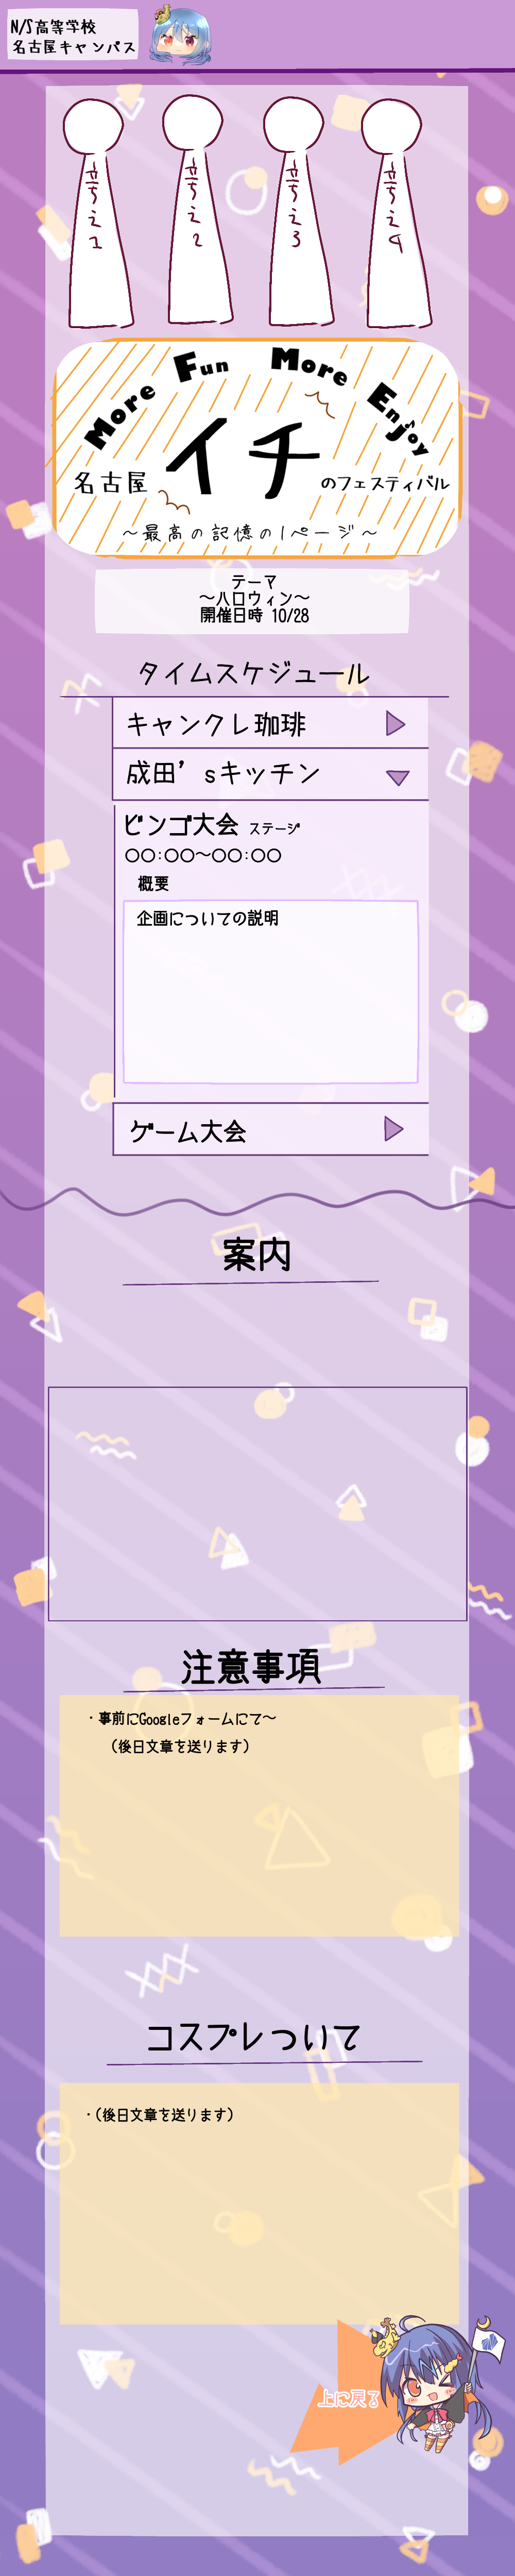 N/S高等学校
名古屋キャンパス
立ちえ1
立ちえ2
立ちえ3
立ちえ4
More Fun More Enjoy
名古屋イチのフェスティバル
～最高の記憶の1ページ～
テーマ
～ハロウィン～
開催日時 10/28
タイムスケジュール
キャンクレ珈琲
成田’sキッチン
ビンゴ大会 ステージ
○○:○○～○○:○○
概要
企画についての説明
ゲーム大会
案内
注意事項
・事前にGoogleフォームにて～
(後日文章を送ります)
コスプレついて
・(後日文章を送ります)
上に戻る